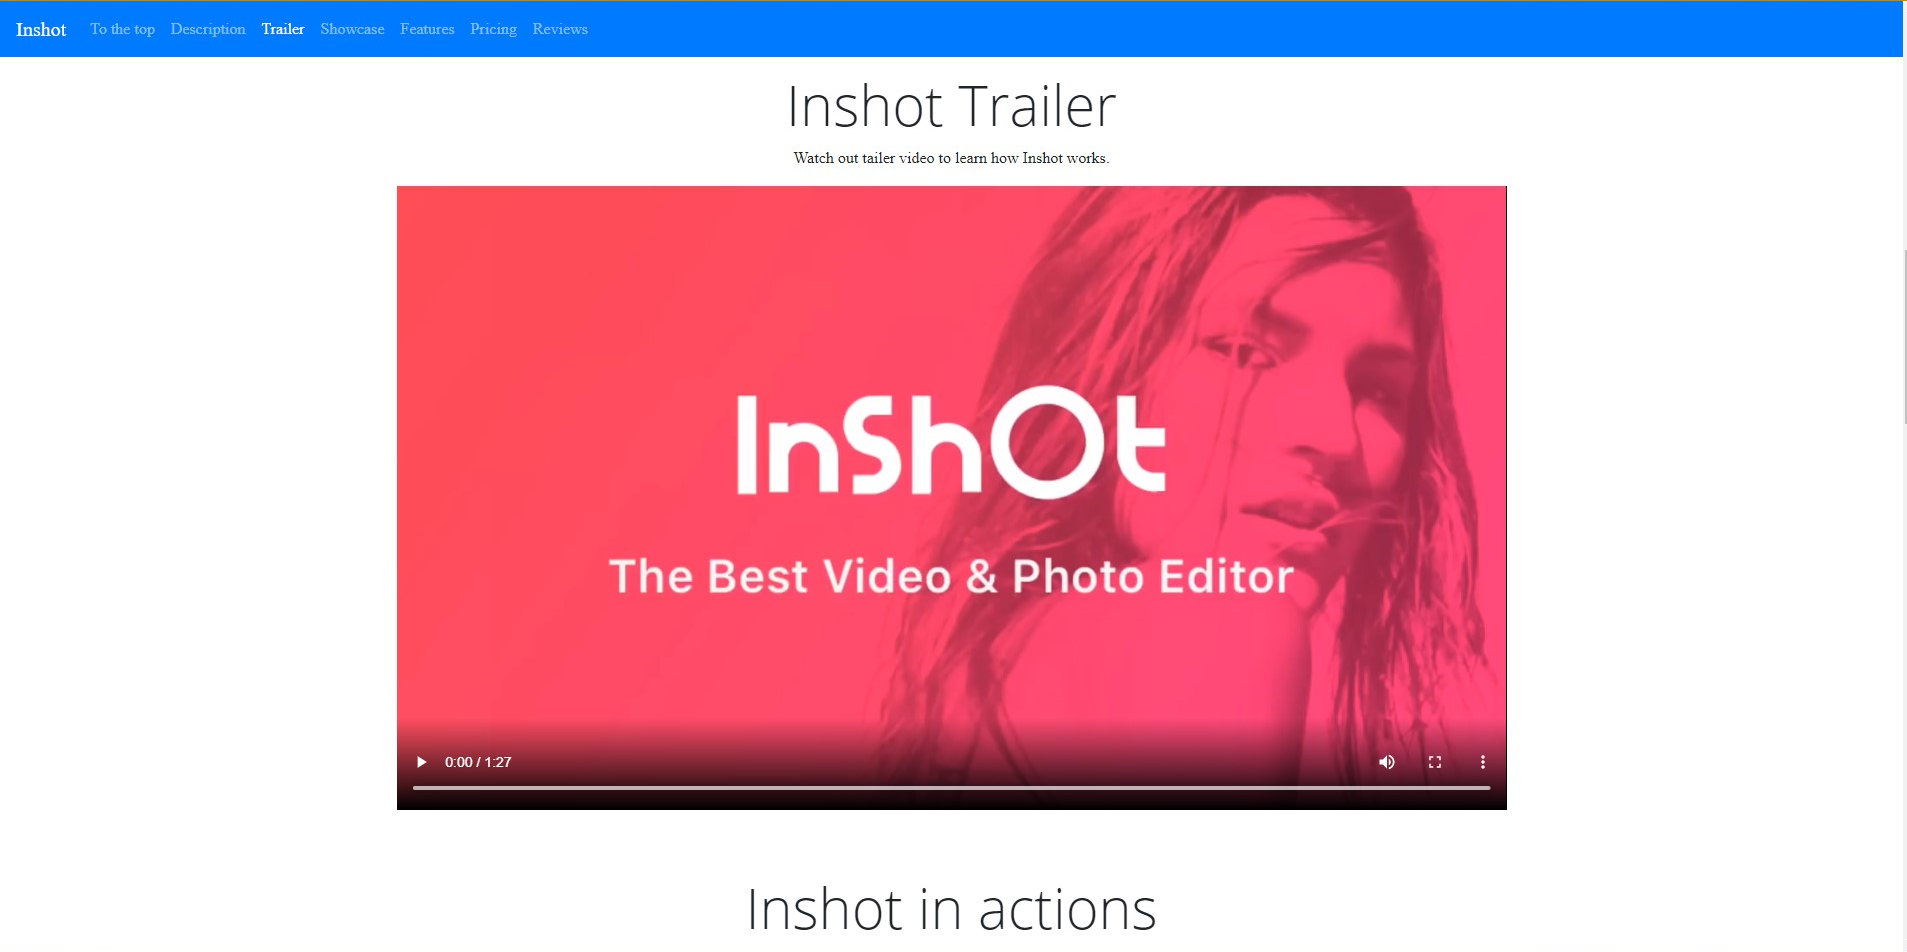 Inshot To the top Description Trailer Showcase Features Pricing Reviews
Inshot Trailer
Watch out tailer video to learn how Inshot works.
InShOt
The Best Video & Photo Editor
0:00 / 1:27
Inshot in actions